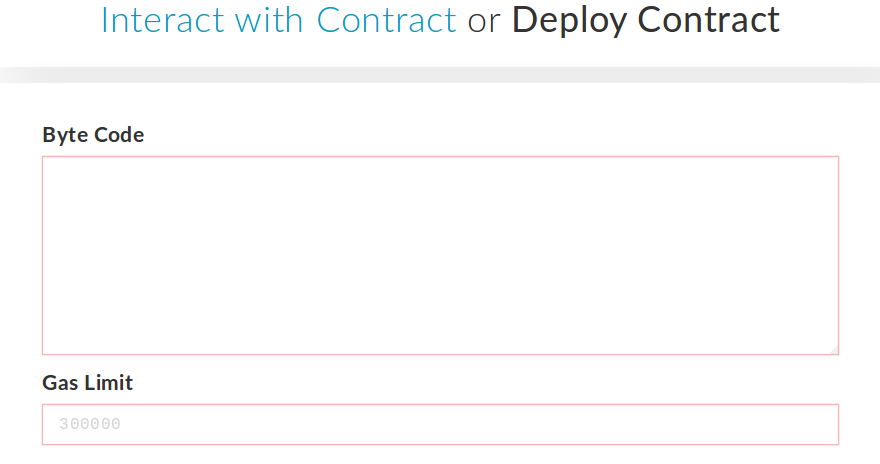 Interact with Contract or Deploy Contract
Byte Code
Gas Limit
300000